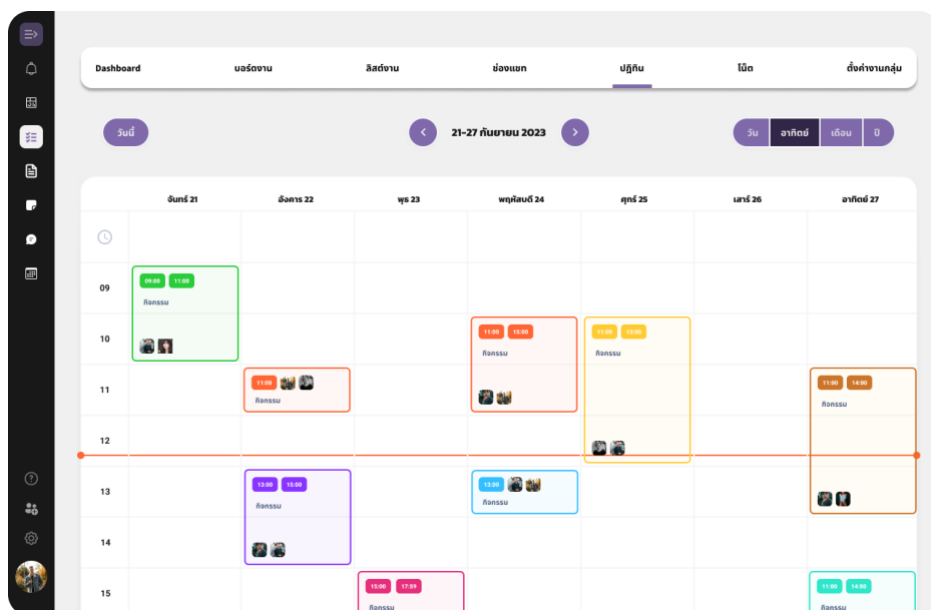 Dashboard บอร์ดงาน ลิสต์งาน ช่องแชท ปฏิทิน โน็ต ตั้งค่างานกลุ่ม
วันนี้ 21-27 กันยายน 2023 วัน อาทิตย์ เดือน ปี
จันทร์ 21 อังคาร 22 พุธ 23 พฤหัสบดี 24 ศุกร์ 25 เสาร์ 26 อาทิตย์ 27
09
09:00 11:00
กิจกรรม
10
11:00
กิจกรรม
11:00
กิจกรรม
11
11:00
กิจกรรม
11:00 14:00
กิจกรรม
12
13
13:00 15:00
กิจกรรม
13:00
กิจกรรม
14
15
15:00 17:59
กิจกรรม
11:00 14:00
กิจกรรม